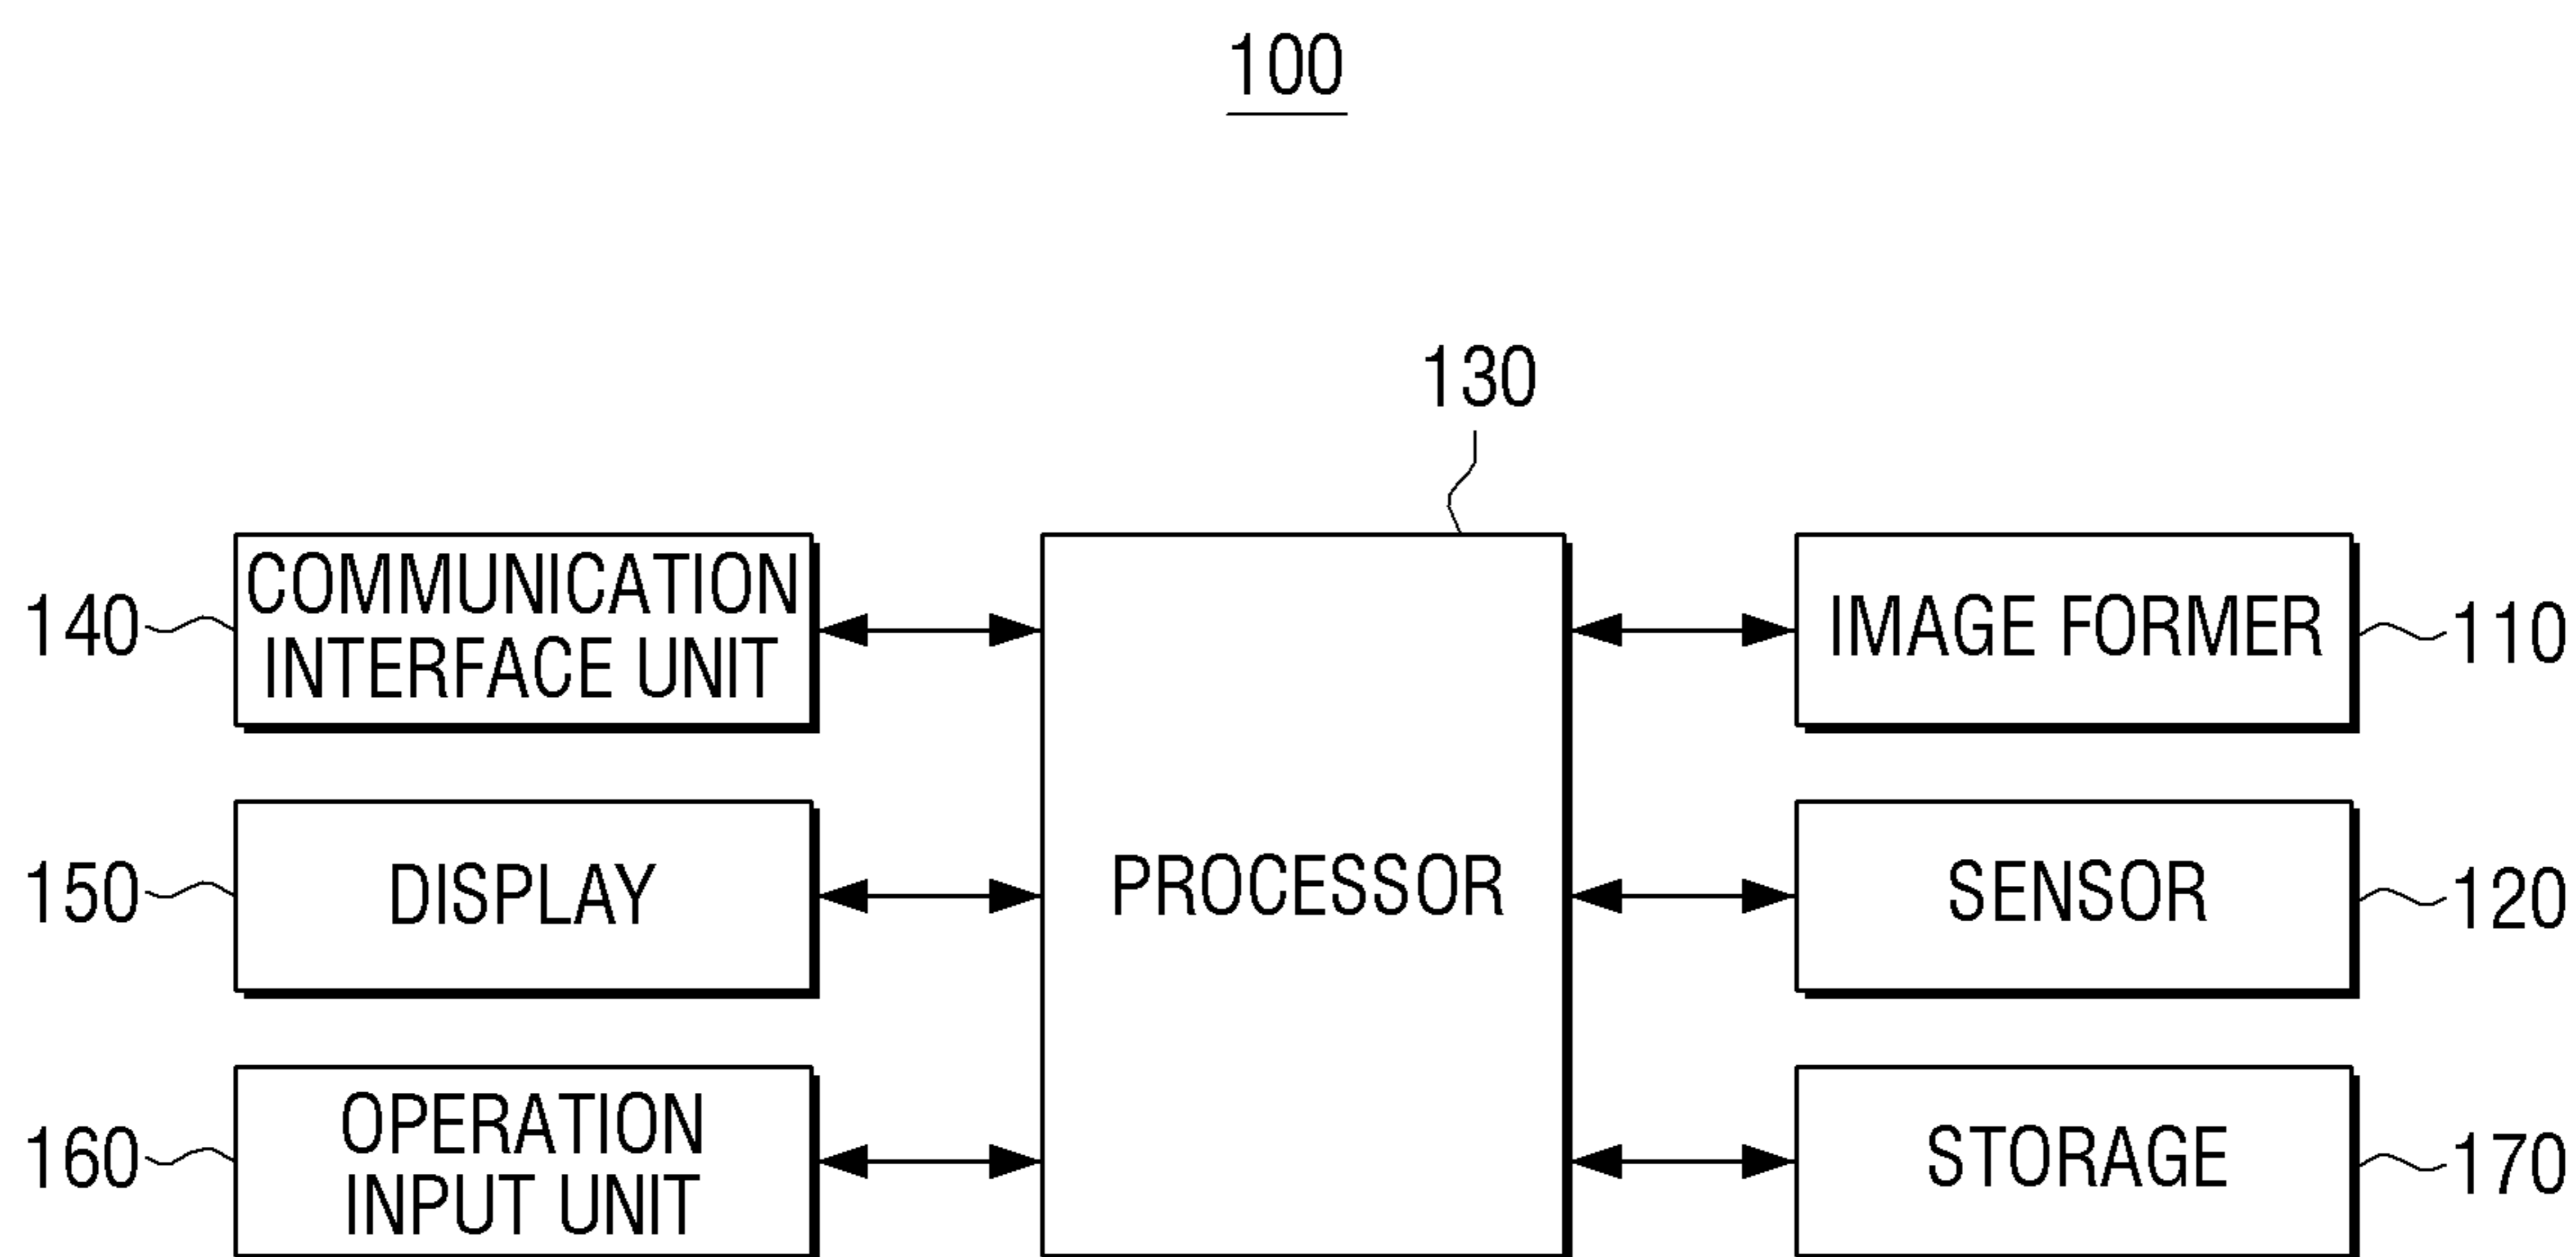 100
130
140
COMMUNICATION
INTERFACE UNIT
IMAGE FORMER
110
150
DISPLAY
PROCESSOR
SENSOR
120
160
OPERATION
INPUT UNIT
STORAGE
170